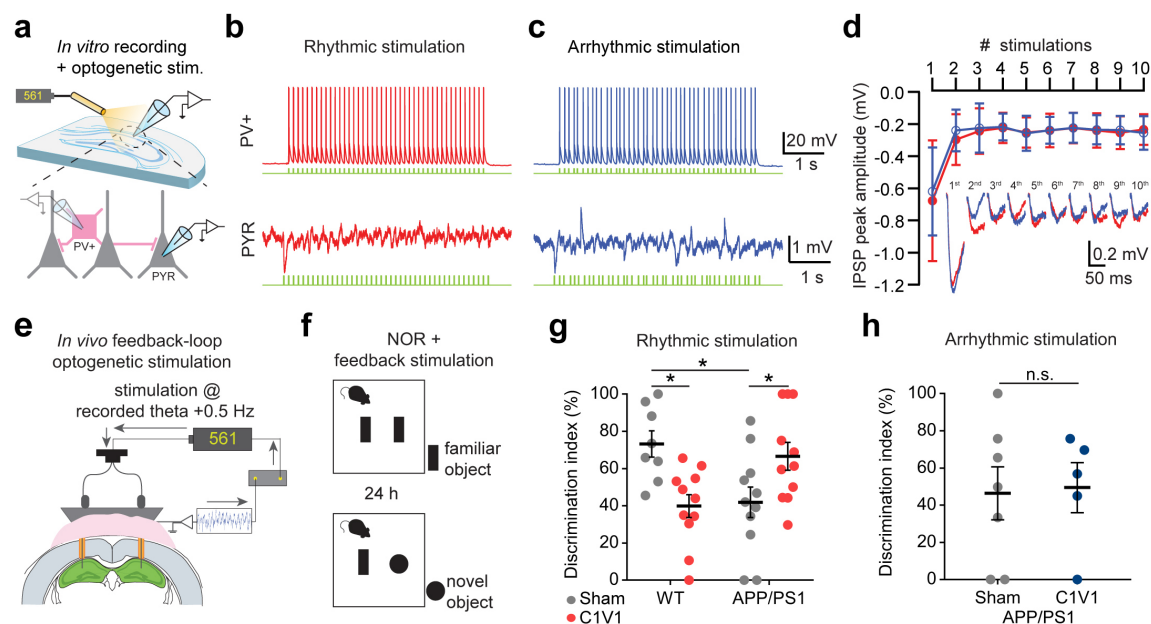 a
In vitro recording
+ optogenetic stim.
561
PV+
PYR
b
Rhythmic stimulation
PV+
PYR
c
Arrhythmic stimulation
20 mV
1 s
1 mV
1 s
d
# stimulations
1 2 3 4 5 6 7 8 9 10
IPSP peak amplitude (mV)
0.0
-0.2
-0.4
-0.6
-0.8
-1.0
-1.2
1st 2nd 3rd 4th 5th 6th 7th 8th 9th 10th
0.2 mV
50 ms
e
In vivo feedback-loop
optogenetic stimulation
stimulation @
recorded theta +0.5 Hz
561
f
NOR +
feedback stimulation
familiar
object
24 h
novel
object
g
Rhythmic stimulation
*
* *
Discrimination index (%)
100
80
60
40
20
0
Sham
C1V1
WT APP/PS1
h
Arrhythmic stimulation
n.s.
Discrimination index (%)
100
80
60
40
20
0
Sham C1V1
APP/PS1